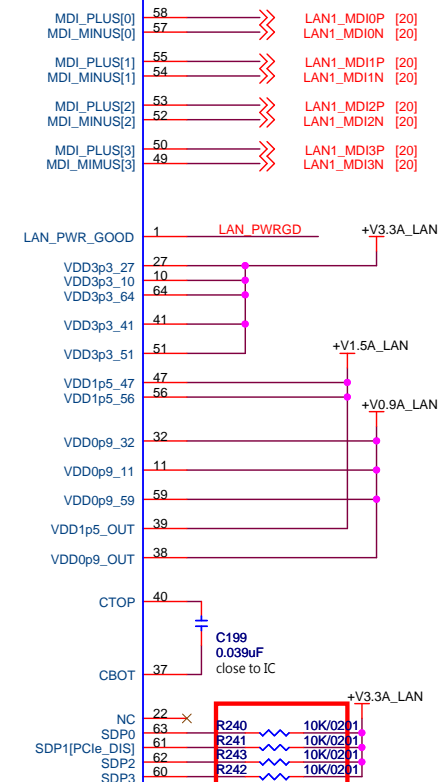 MDI_PLUS[0] 58 LAN1_MDI0P [20]
MDI_MINUS[0] 57 LAN1_MDI0N [20]
MDI_PLUS[1] 55 LAN1_MDI1P [20]
MDI_MINUS[1] 54 LAN1_MDI1N [20]
MDI_PLUS[2] 53 LAN1_MDI2P [20]
MDI_MINUS[2] 52 LAN1_MDI2N [20]
MDI_PLUS[3] 50 LAN1_MDI3P [20]
MDI_MIMUS[3] 49 LAN1_MDI3N [20]
LAN_PWR_GOOD 1 LAN_PWRGD +V3.3A_LAN
VDD3p3_27 27
VDD3p3_10 10
VDD3p3_64 64
VDD3p3_41 41
VDD3p3_51 51
+V1.5A_LAN
VDD1p5_47 47
VDD1p5_56 56
+V0.9A_LAN
VDD0p9_32 32
VDD0p9_11 11
VDD0p9_59 59
VDD1p5_OUT 39
VDD0p9_OUT 38
CTOP 40
C199
0.039uF
close to IC
CBOT 37
+V3.3A_LAN
NC 22
SDP0 63 R240 10K/0201
SDP1[PCIe_DIS] 61 R241 10K/0201
SDP2 62 R243 10K/0201
SDP3 60 R242 10K/0201